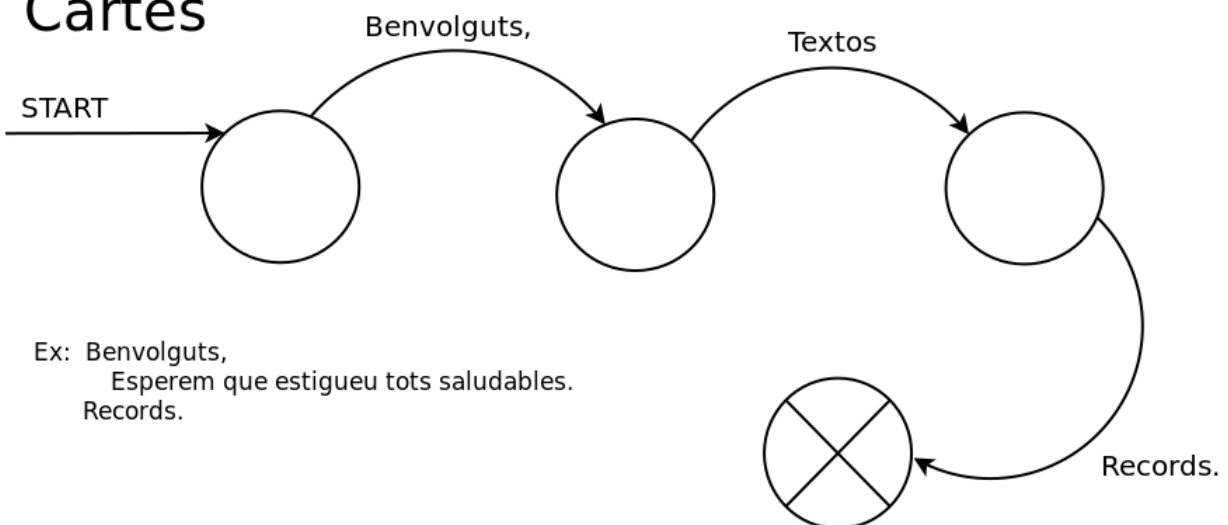 Cartes
Benvolguts,
Textos
START
Ex: Benvolguts,
Esperem que estigueu tots saludables.
Records.
Records.